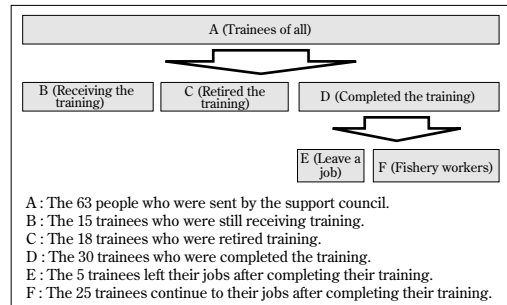 A (Trainees of all)
B (Receiving the
training)
C (Retired the
training)
D (Completed the training)
E (Leave a
job)
F (Fishery workers)
A : The 63 people who were sent by the support council.
B : The 15 trainees who were still receiving training.
C : The 18 trainees who were retired training.
D : The 30 trainees who were completed the training.
E : The 5 trainees left their jobs after completing their training.
F : The 25 trainees continue to their jobs after completing their training.